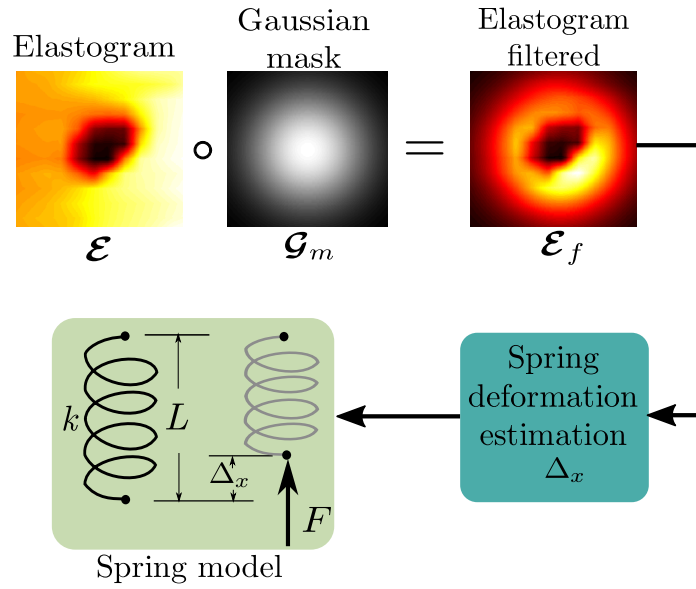 Elastogram
Gaussian
mask
Elastogram
filtered
∘
=
𝓔
𝓖m
𝓔f
k
L
Δx
F
Spring model
Spring
deformation
estimation
Δx